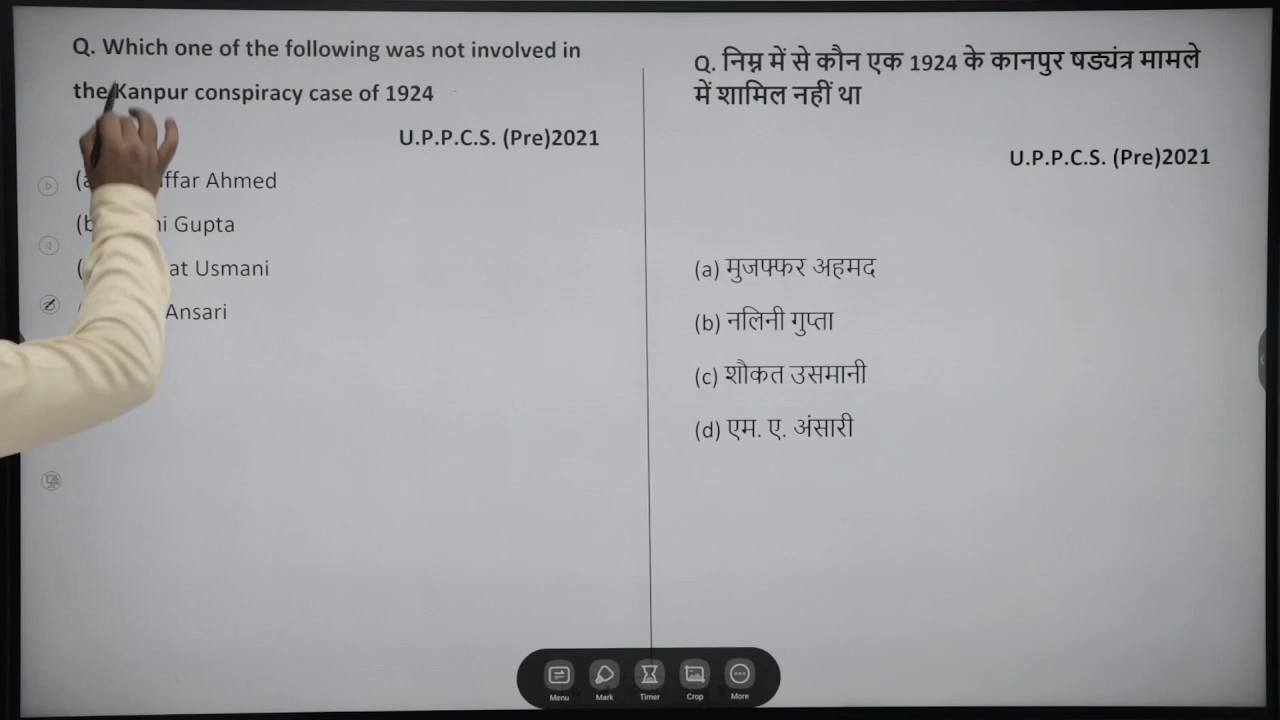 Q. Which one of the following was not involved in
the Kanpur conspiracy case of 1924
U.P.P.C.S. (Pre)2021
ffar Ahmed
Gupta
Usmani
Ansari
Q. निम्न में से कौन एक 1924 के कानपुर षड्यंत्र मामले
में शामिल नहीं था
U.P.P.C.S. (Pre)2021
(a) मुजफ्फर अहमद
(b) नलिनी गुप्ता
(c) शौकत उसमानी
(d) एम. ए. अंसारी
Menu Mark Timer Crop More